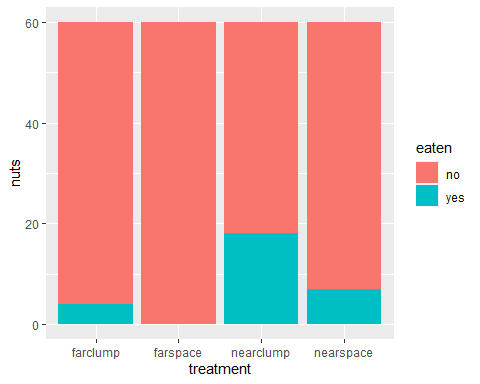 60
40
20
0
nuts
farclump
farspace
nearclump
nearspace
treatment
eaten
no
yes